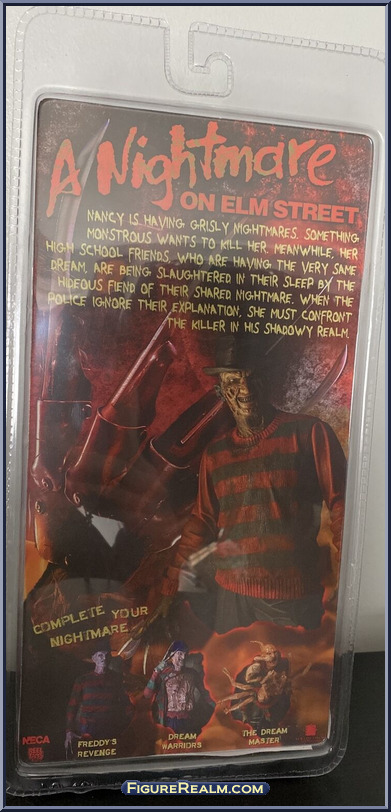 A Nightmare
ON ELM STREET
NANCY IS HAVING GRISLY NIGHTMARES. SOMETHING
MONSTROUS WANTS TO KILL HER. MEANWHILE, HER
HIGH SCHOOL FRIENDS, WHO ARE HAVING THE VERY SAME
DREAM, ARE BEING SLAUGHTERED IN THEIR SLEEP BY THE
HIDEOUS FIEND OF THEIR SHARED NIGHTMARE. WHEN THE
POLICE IGNORE THEIR EXPLANATION, SHE MUST CONFRONT
THE KILLER IN HIS SHADOWY REALM.
COMPLETE YOUR
NIGHTMARE
NECA
FREDDY'S
REVENGE
DREAM
WARRIORS
THE DREAM
MASTER
FIGUREREALM.COM